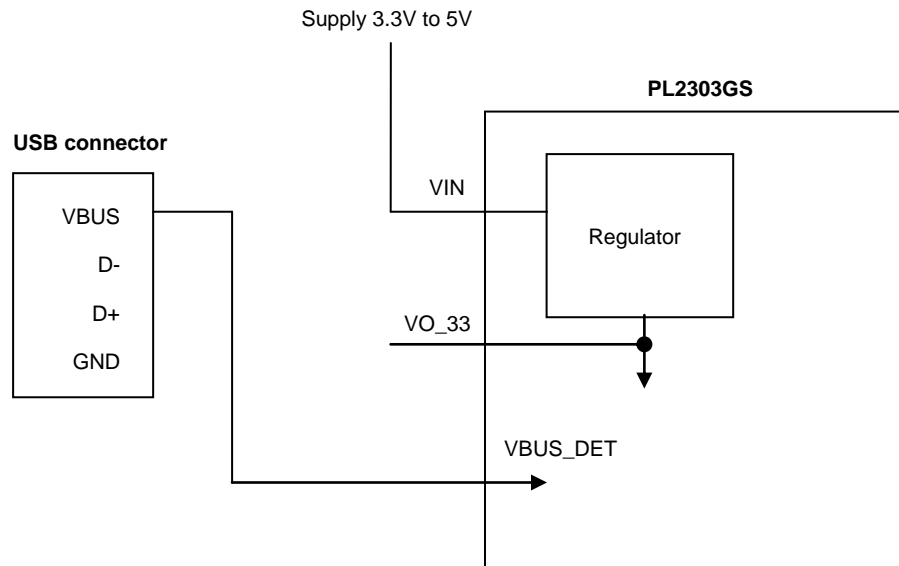 Supply 3.3V to 5V
PL2303GS
USB connector
VIN
VBUS
Regulator
D-
D+
VO_33
GND
VBUS_DET